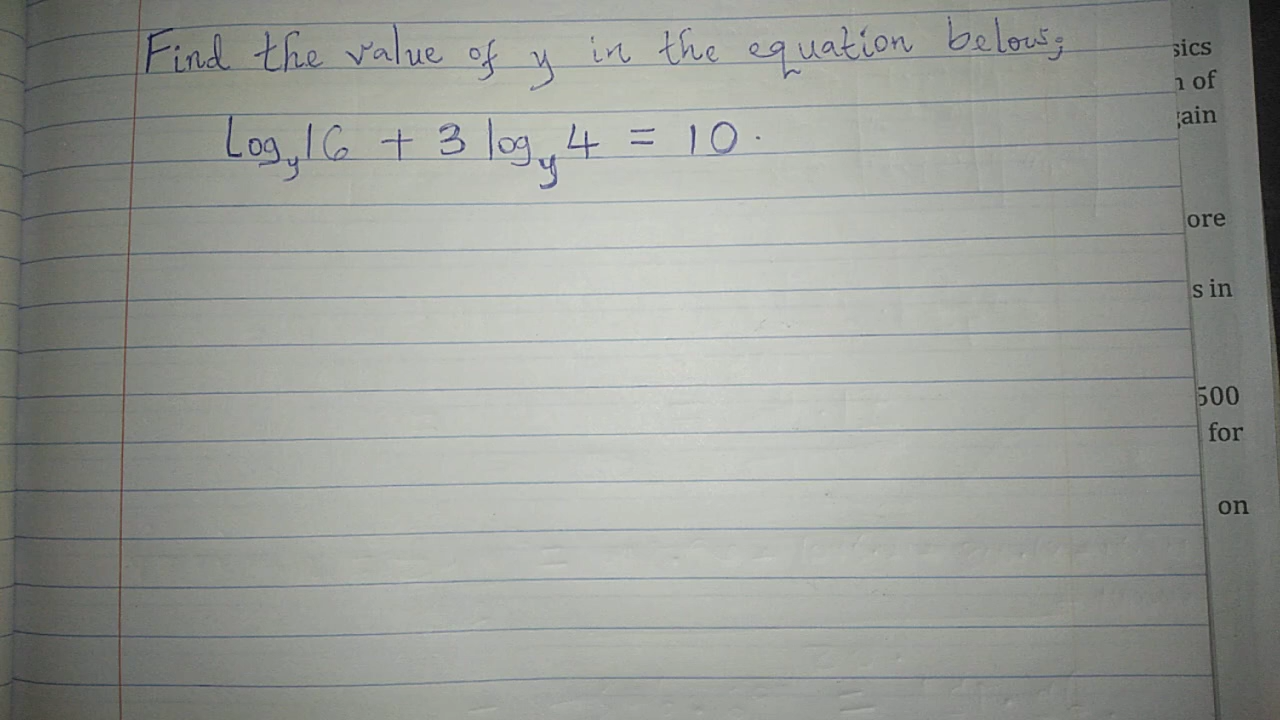 Find the value of y in the equation below;
Log_y 16 + 3 log_y 4 = 10.
sics
n of
gain
ore
s in
500
for
on